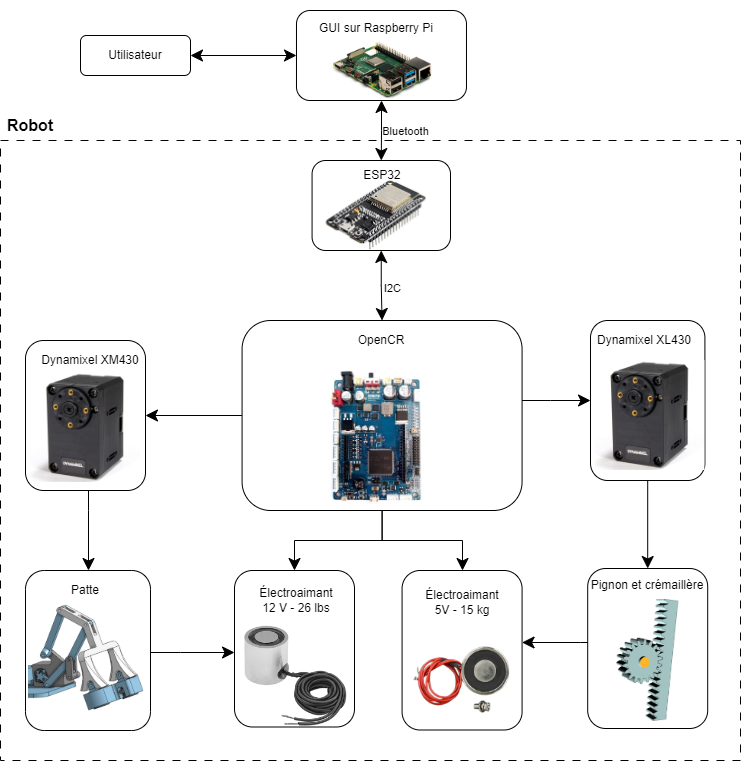 GUI sur Raspberry Pi
Utilisateur
Bluetooth
Robot
ESP32
I2C
OpenCR
Dynamixel XM430
Dynamixel XL430
DYNAMIXEL
Patte
Électroaimant
12 V - 26 lbs
Électroaimant
5V - 15 kg
Pignon et crémaillère